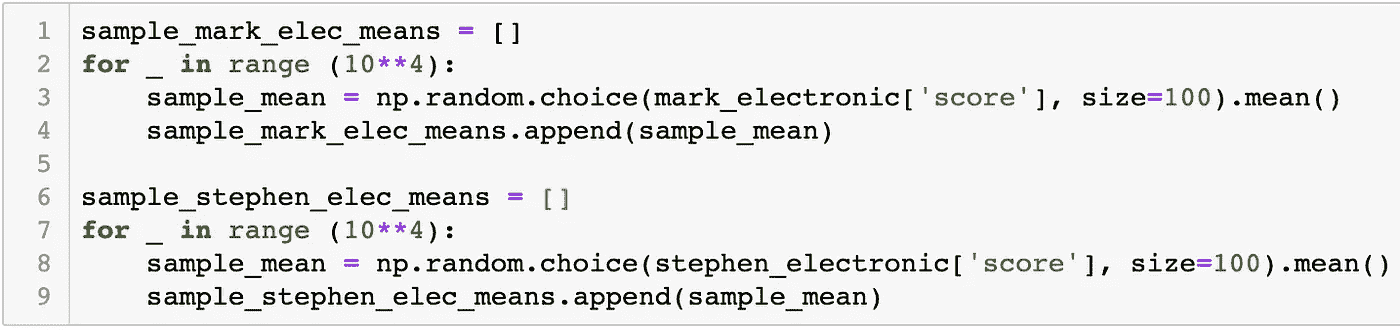 1 sample_mark_elec_means = []
2 for _ in range (10**4):
3     sample_mean = np.random.choice(mark_electronic['score'], size=100).mean()
4     sample_mark_elec_means.append(sample_mean)
5
6 sample_stephen_elec_means = []
7 for _ in range (10**4):
8     sample_mean = np.random.choice(stephen_electronic['score'], size=100).mean()
9     sample_stephen_elec_means.append(sample_mean)